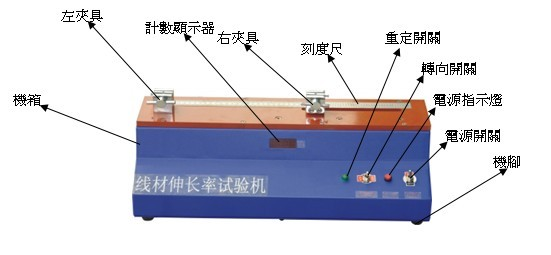 左夾具
計數顯示器
右夾具
刻度尺
重定開關
轉向開關
電源指示燈
電源開關
機腳
機箱
线材伸长率试验机